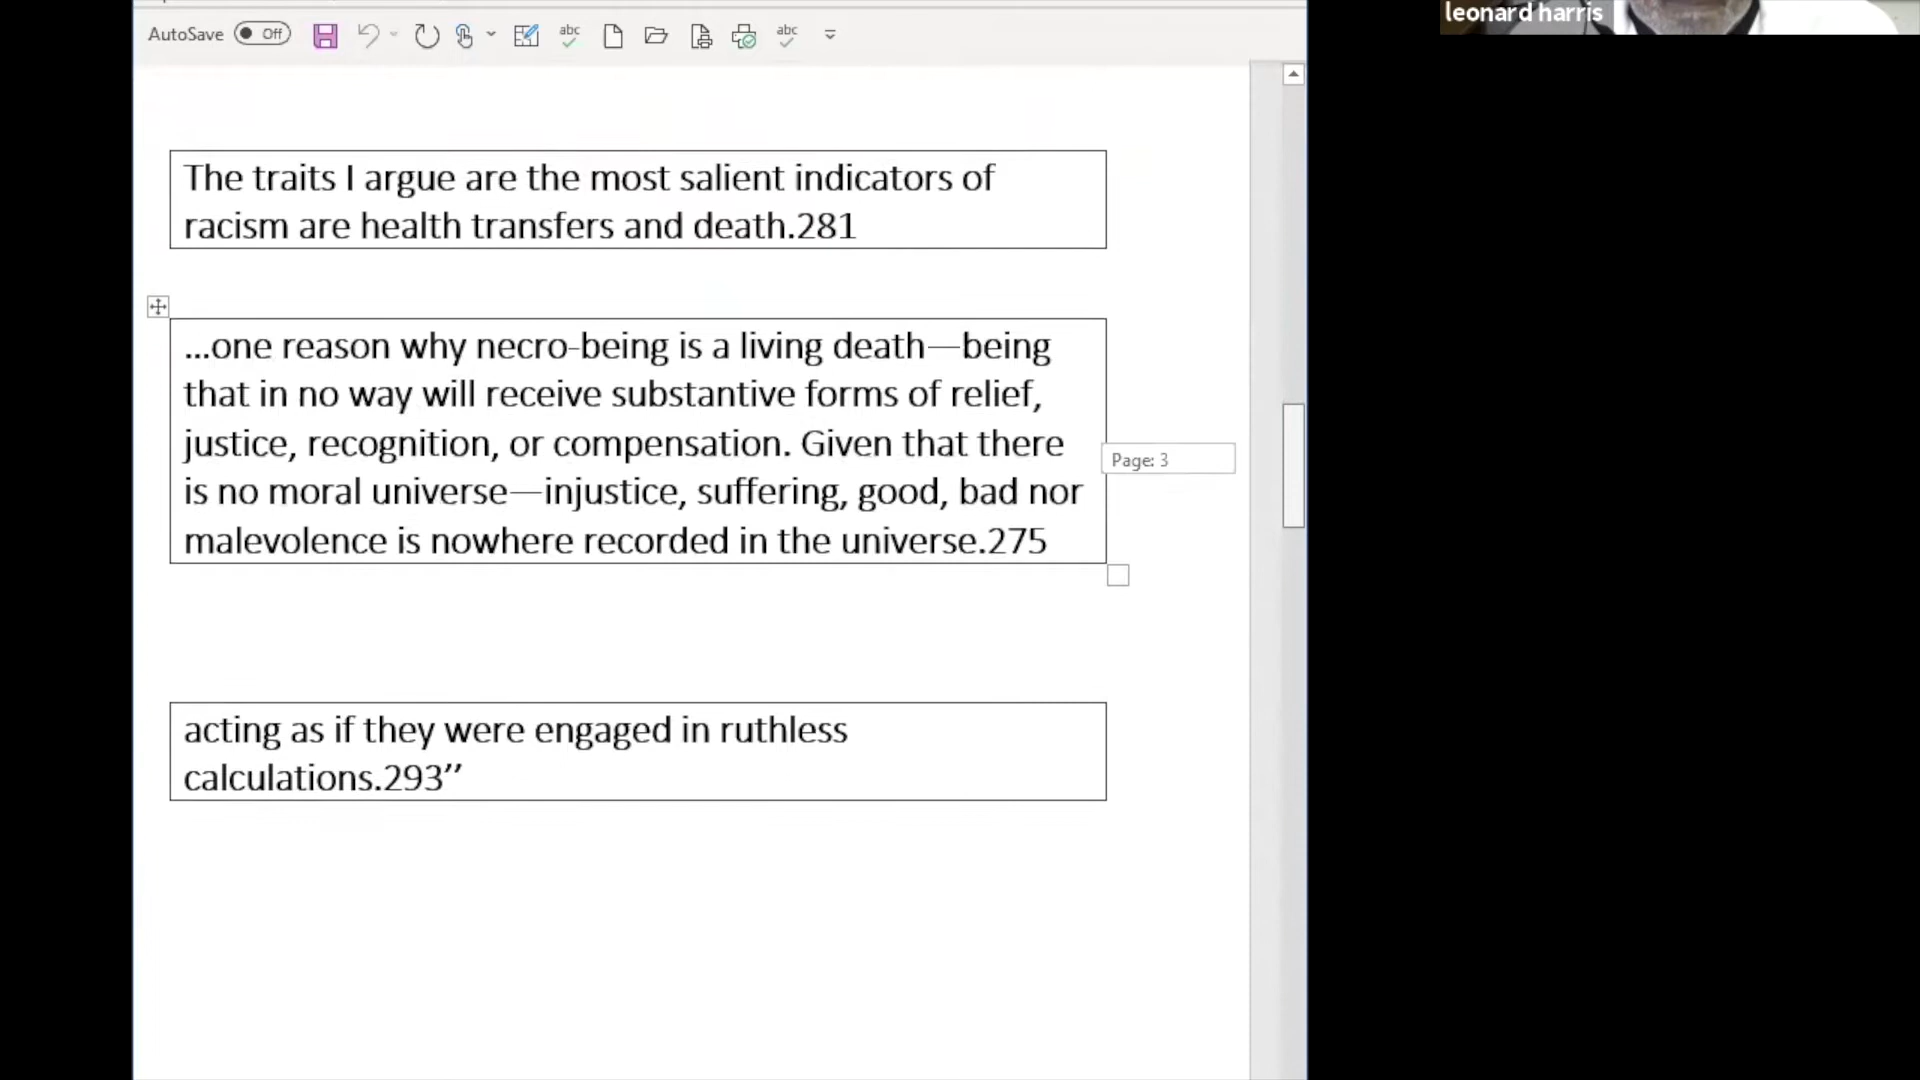 leonard harris
AutoSave Off
abc
abc
The traits I argue are the most salient indicators of
racism are health transfers and death.281
...one reason why necro-being is a living death—being
that in no way will receive substantive forms of relief,
justice, recognition, or compensation. Given that there
is no moral universe—injustice, suffering, good, bad nor
malevolence is nowhere recorded in the universe.275
Page: 3
acting as if they were engaged in ruthless
calculations.293”